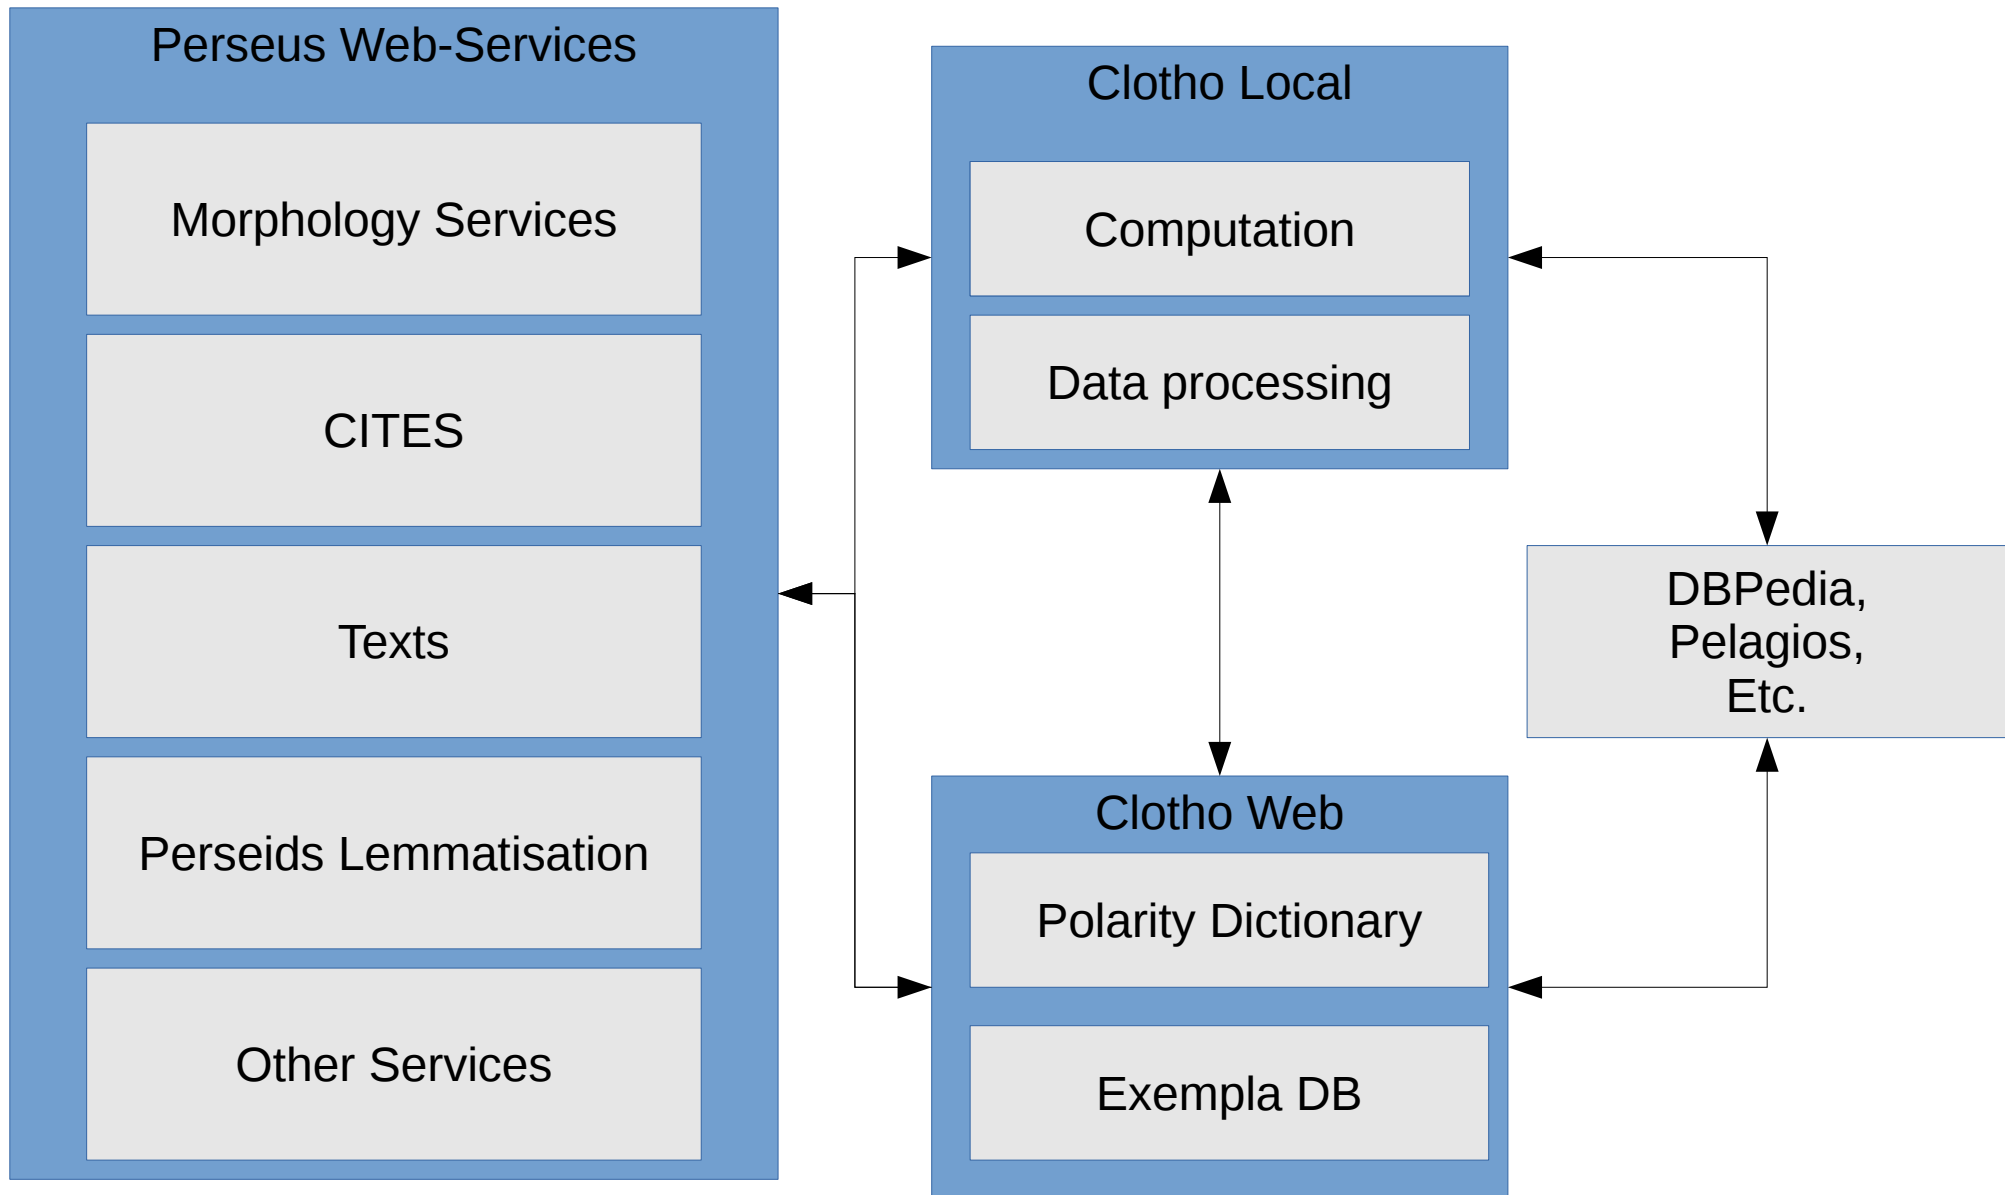 Perseus Web-Services
Morphology Services
CITES
Texts
Perseids Lemmatisation
Other Services
Clotho Local
Computation
Data processing
Clotho Web
Polarity Dictionary
Exempla DB
DBPedia,
Pelagios,
Etc.